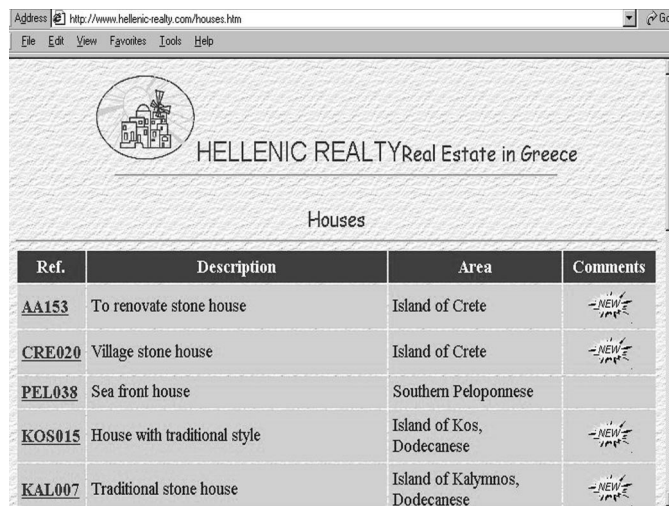 Address http://www.hellenic-realty.com/houses.htm Go
File Edit View Favorites Tools Help
HELLENIC REALTY Real Estate in Greece
Houses
Ref. Description Area Comments
AA153 To renovate stone house Island of Crete NEW
CRE020 Village stone house Island of Crete NEW
PEL038 Sea front house Southern Peloponnese
KOS015 House with traditional style Island of Kos, Dodecanese NEW
KAL007 Traditional stone house Island of Kalymnos, Dodecanese NEW